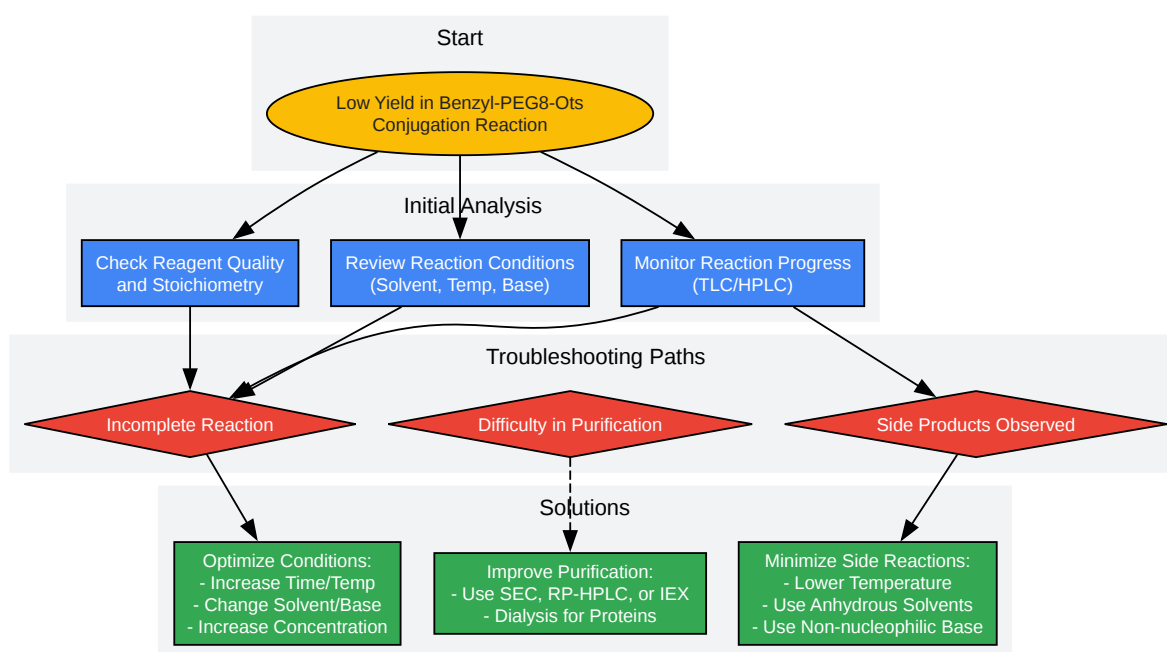 Start
Low Yield in Benzyl-PEG8-Ots
Conjugation Reaction
Initial Analysis
Check Reagent Quality
and Stoichiometry
Review Reaction Conditions
(Solvent, Temp, Base)
Monitor Reaction Progress
(TLC/HPLC)
Troubleshooting Paths
Incomplete Reaction
Difficulty in Purification
Side Products Observed
Solutions
Optimize Conditions:
- Increase Time/Temp
- Change Solvent/Base
- Increase Concentration
Improve Purification:
- Use SEC, RP-HPLC, or IEX
- Dialysis for Proteins
Minimize Side Reactions:
- Lower Temperature
- Use Anhydrous Solvents
- Use Non-nucleophilic Base